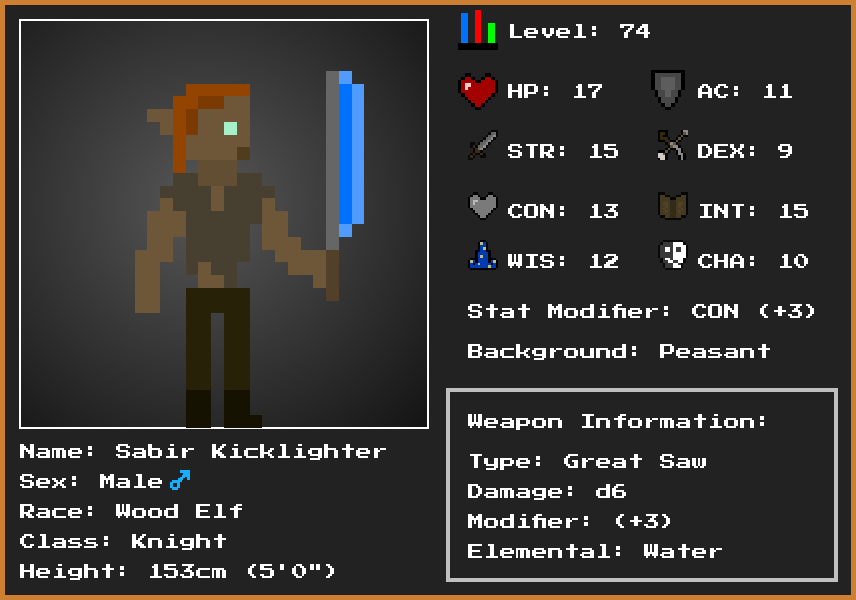 Level: 74
HP: 17
AC: 11
STR: 15
DEX: 9
CON: 13
INT: 15
WIS: 12
CHA: 10
Stat Modifier: CON (+3)
Background: Peasant
Weapon Information:
Type: Great Saw
Damage: d6
Modifier: (+3)
Elemental: Water
Name: Sabir Kicklighter
Sex: Male ♂
Race: Wood Elf
Class: Knight
Height: 153cm (5'0")